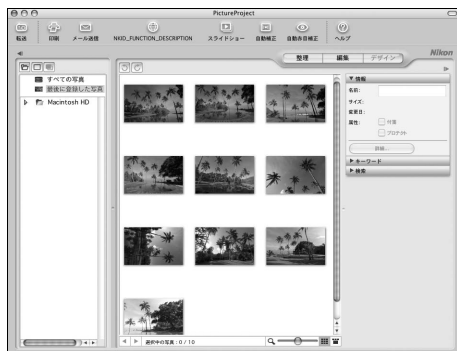 PictureProject
転送 印刷 メール送信 NKID_FUNCTION_DESCRIPTION スライドショー 自動補正 自動赤目補正 ヘルプ
整理 編集 デザイン Nikon
すべての写真
最後に登録した写真
Macintosh HD
情報
名前:
サイズ:
変更日:
属性: 付箋
プロテクト
詳細...
キーワード
検索
選択中の写真: 0 / 10